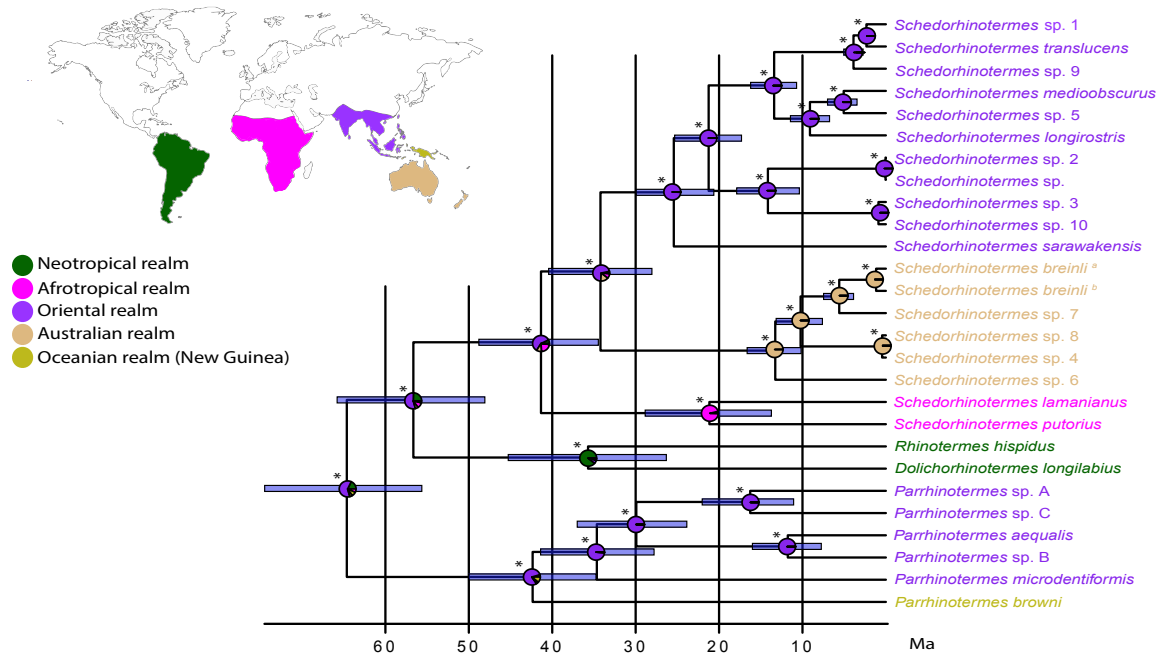 Neotropical realm
Afrotropical realm
Oriental realm
Australian realm
Oceanian realm (New Guinea)
* Schedorhinotermes sp. 1
* Schedorhinotermes translucens
Schedorhinotermes sp. 9
* Schedorhinotermes medioobscurus
* Schedorhinotermes sp. 5
* Schedorhinotermes longirostris
* Schedorhinotermes sp. 2
* Schedorhinotermes sp.
* Schedorhinotermes sp. 3
* Schedorhinotermes sp. 10
Schedorhinotermes sarawakensis
* Schedorhinotermes breinli a
* Schedorhinotermes breinli b
* Schedorhinotermes sp. 7
* Schedorhinotermes sp. 8
* Schedorhinotermes sp. 4
Schedorhinotermes sp. 6
* Schedorhinotermes lamanianus
* Schedorhinotermes putorius
* Rhinotermes hispidus
Dolichorhinotermes longilabius
* Parrhinotermes sp. A
* Parrhinotermes sp. C
* Parrhinotermes aequalis
* Parrhinotermes sp. B
* Parrhinotermes microdentiformis
Parrhinotermes browni
60 40 30 20 10 Ma